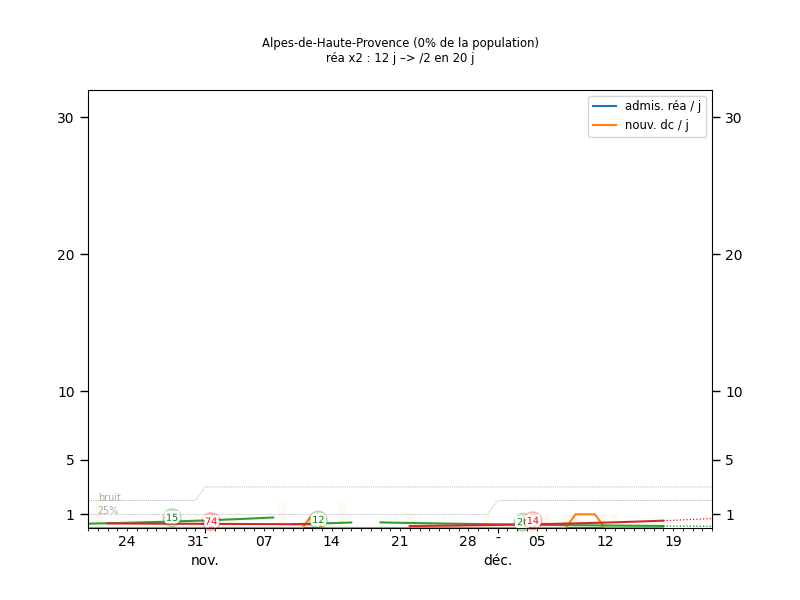 Alpes-de-Haute-Provence (0% de la population)
réa x2 : 12 j –> /2 en 20 j
admis. réa / j
nouv. dc / j
30 30
20 20
10 10
5 5
1 1
bruit
25%
15 74 12 14
24 31 07 14 21 28 05 12 19
nov. déc.